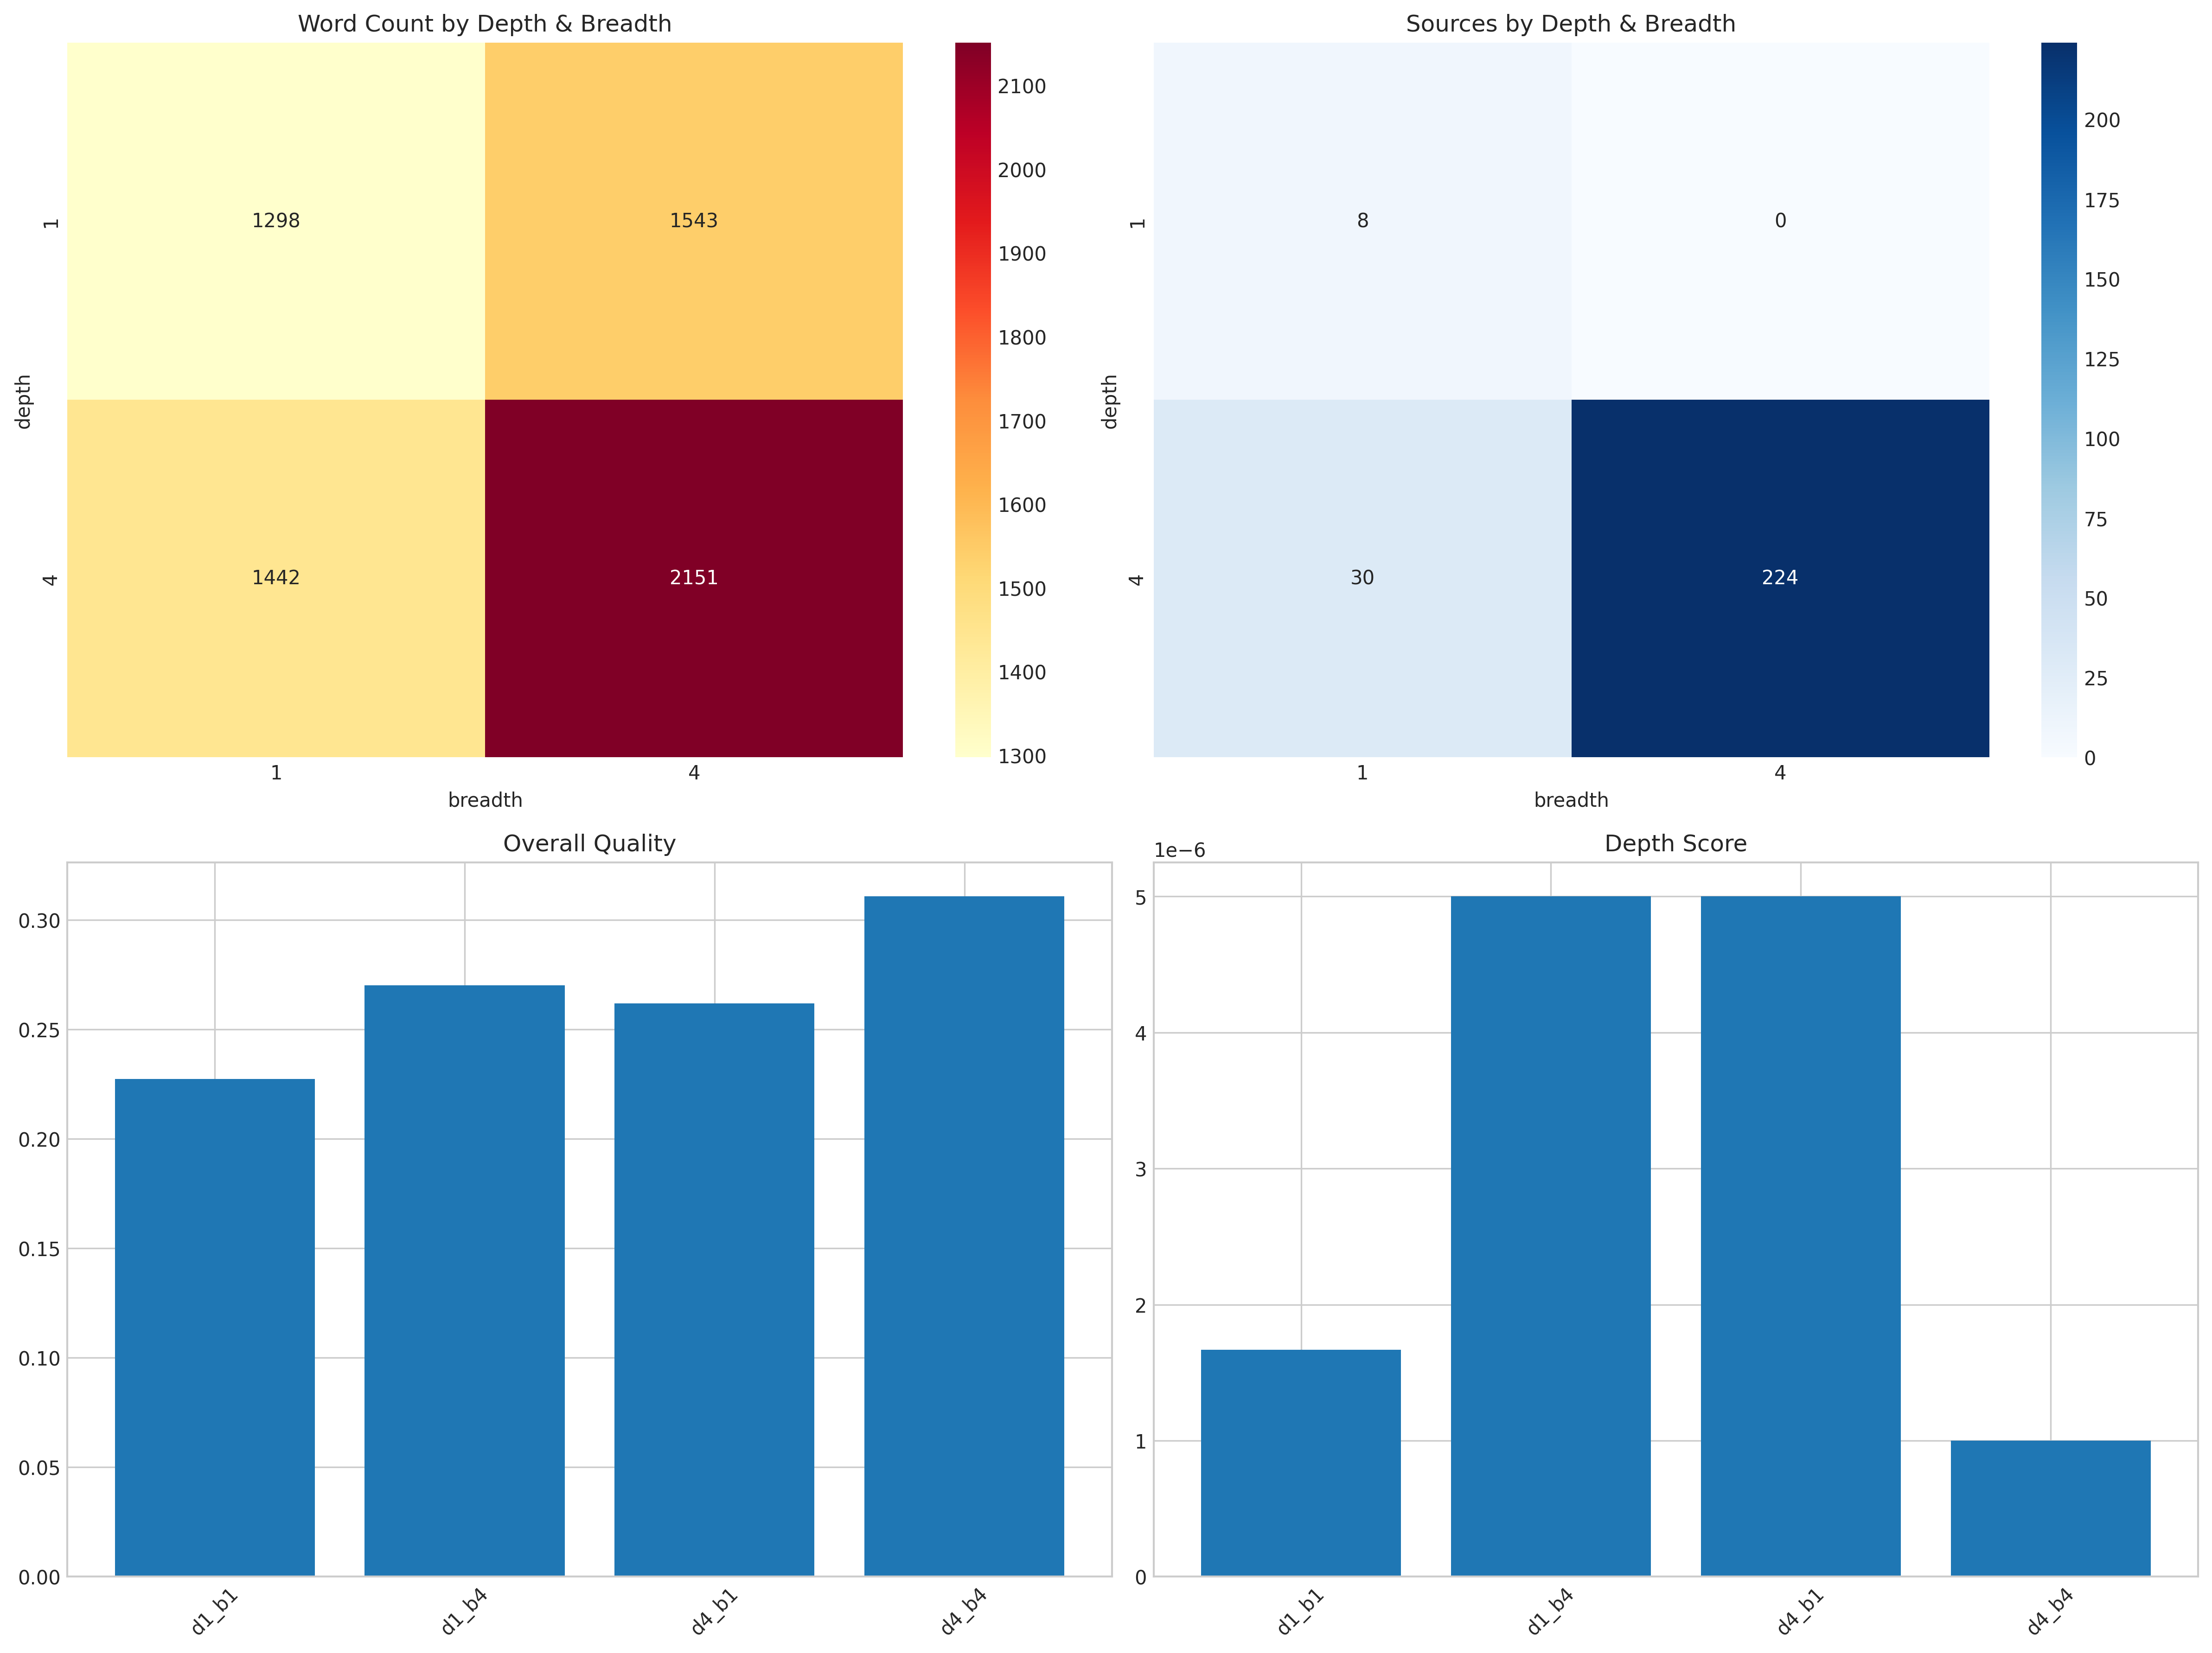 Word Count by Depth & Breadth
1298
1543
1442
2151
1
4
depth
1
4
breadth
2100
2000
1900
1800
1700
1600
1500
1400
1300
Sources by Depth & Breadth
8
0
30
224
1
4
depth
1
4
breadth
200
175
150
125
100
75
50
25
0
Overall Quality
0.30
0.25
0.20
0.15
0.10
0.05
0.00
d1_b1
d1_b4
d4_b1
d4_b4
Depth Score
1e−6
5
4
3
2
1
0
d1_b1
d1_b4
d4_b1
d4_b4